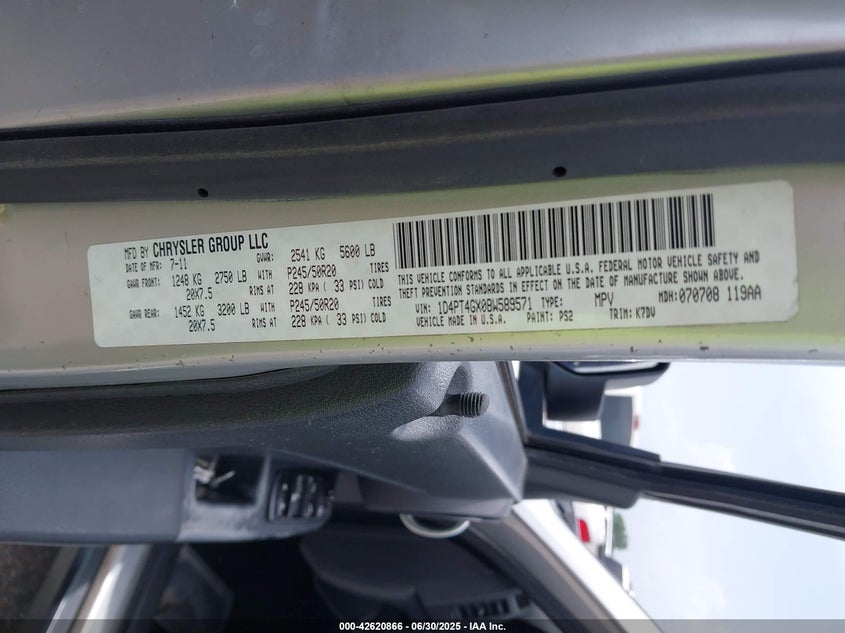 MFD BY CHRYSLER GROUP LLC
DATE OF MFR: 7-11 GVWR: 2541 KG 5600 LB
GAWR FRONT: 1248 KG 2750 LB WITH P245/50R20 TIRES
20X7.5 RIMS AT 228 KPA ( 33 PSI) COLD
GAWR REAR: 1452 KG 3200 LB WITH P245/50R20 TIRES
20X7.5 RIMS AT 228 KPA ( 33 PSI) COLD
THIS VEHICLE CONFORMS TO ALL APPLICABLE U.S.A. FEDERAL MOTOR VEHICLE SAFETY AND
THEFT PREVENTION STANDARDS IN EFFECT ON THE DATE OF MANUFACTURE SHOWN ABOVE.
VIN: 1D4PT4GX0BW589571 TYPE: MPV MDH: 070708 119AA
VEHICLE MADE IN U.S.A. PAINT: PS2 TRIM: K7DV
000-42620866 - 06/30/2025 - IAA Inc.